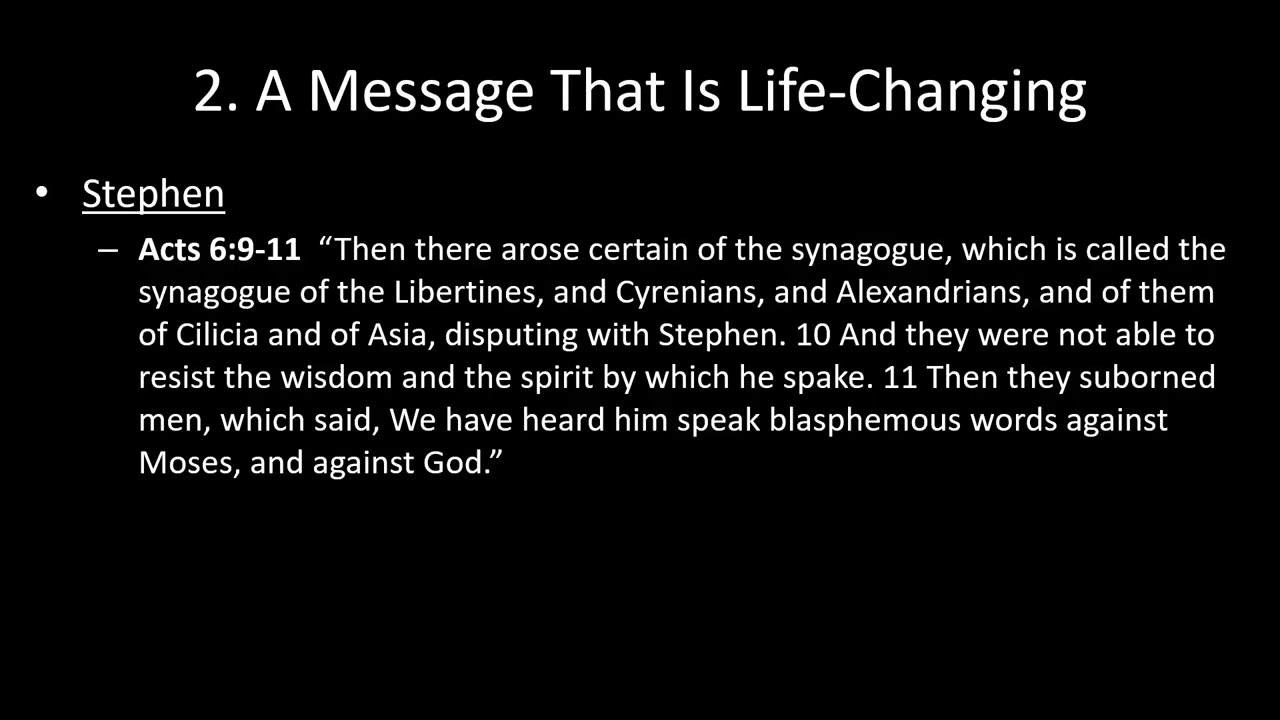 2. A Message That Is Life-Changing
• Stephen
– Acts 6:9-11 “Then there arose certain of the synagogue, which is called the
synagogue of the Libertines, and Cyrenians, and Alexandrians, and of them
of Cilicia and of Asia, disputing with Stephen. 10 And they were not able to
resist the wisdom and the spirit by which he spake. 11 Then they suborned
men, which said, We have heard him speak blasphemous words against
Moses, and against God.”